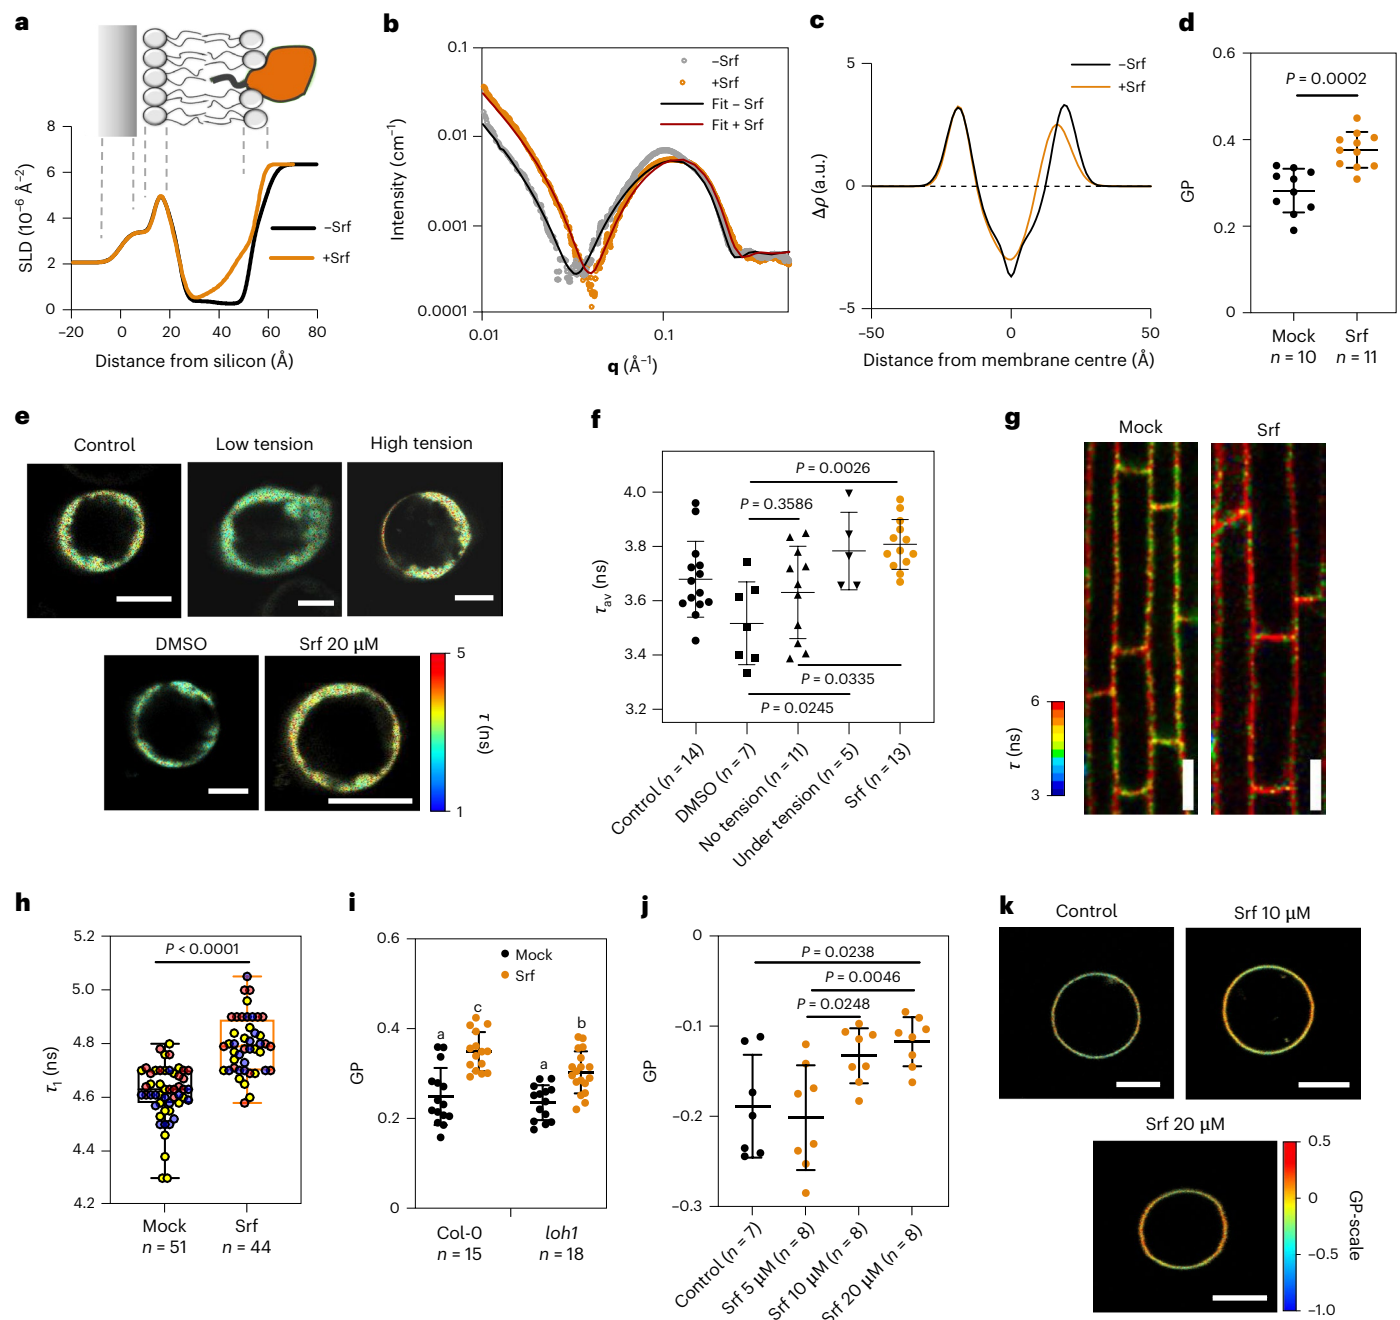 a
8
6
4
2
0
SLD (10⁻⁶ Å⁻²)
–Srf
+Srf
–20 0 20 40 60 80
Distance from silicon (Å)
b
0.1
0.01
0.001
0.0001
Intensity (cm⁻¹)
–Srf
+Srf
Fit – Srf
Fit + Srf
0.01 0.1
q (Å⁻¹)
c
5
0
–5
Δρ (a.u.)
–Srf
+Srf
–50 0 50
Distance from membrane centre (Å)
d
0.6
0.4
0.2
0
GP
P = 0.0002
Mock Srf
n = 10 n = 11
e
Control Low tension High tension
DMSO Srf 20 μM
5
1
τ (ns)
f
4.0
3.8
3.6
3.4
3.2
τav (ns)
P = 0.0026
P = 0.3586
P = 0.0335
P = 0.0245
Control (n = 14)
DMSO (n = 7)
No tension (n = 11)
Under tension (n = 5)
Srf (n = 13)
g
Mock Srf
6
3
τ (ns)
h
5.2
5.0
4.8
4.6
4.4
4.2
τ1 (ns)
P < 0.0001
Mock Srf
n = 51 n = 44
i
0.6
0.4
0.2
0
GP
Mock
Srf
a c a b
Col-0 loh1
n = 15 n = 18
j
0
–0.1
–0.2
–0.3
GP
P = 0.0238
P = 0.0046
P = 0.0248
Control (n = 7)
Srf 5 μM (n = 8)
Srf 10 μM (n = 8)
Srf 20 μM (n = 8)
k
Control Srf 10 μM
Srf 20 μM
0.5
0
–0.5
–1.0
GP-scale